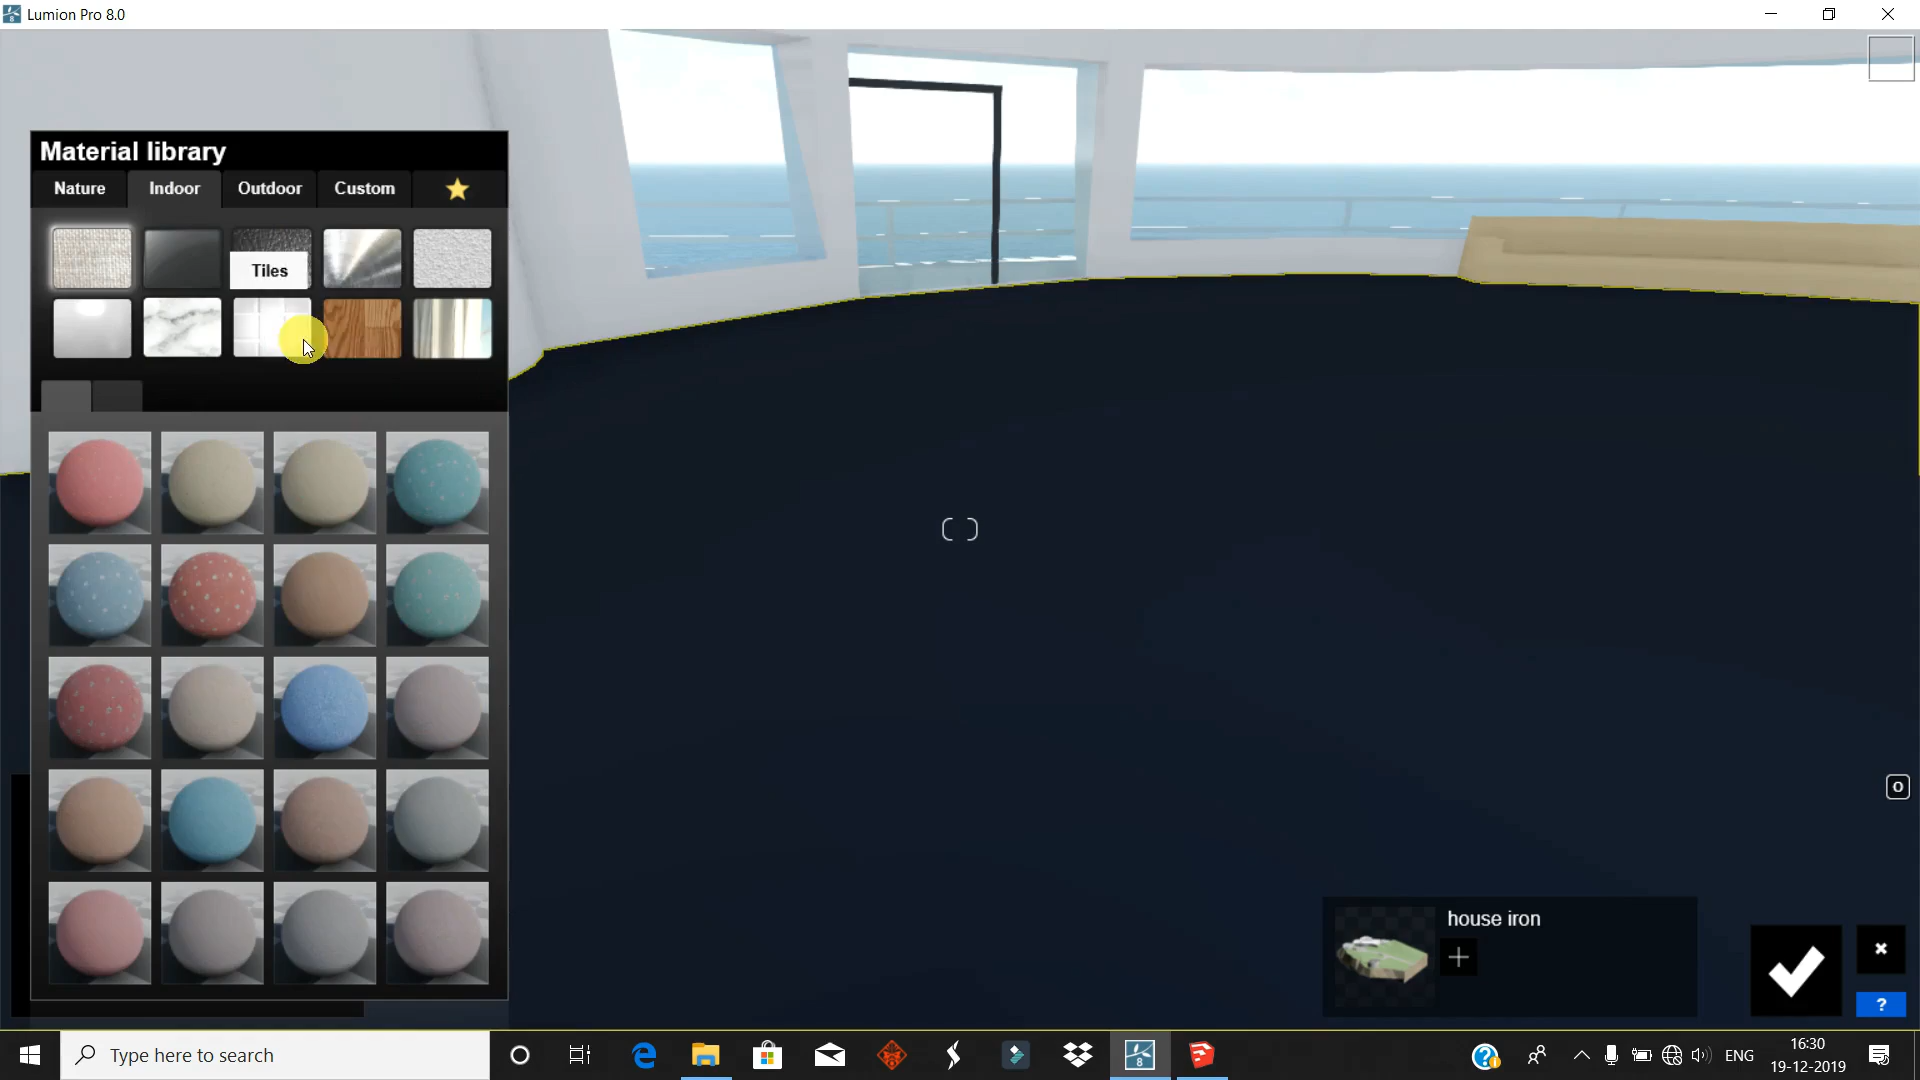 Lumion Pro 8.0
Material library
Nature Indoor Outdoor Custom
Tiles
O
house iron
?
Type here to search
8
ENG
16:30
19-12-2019